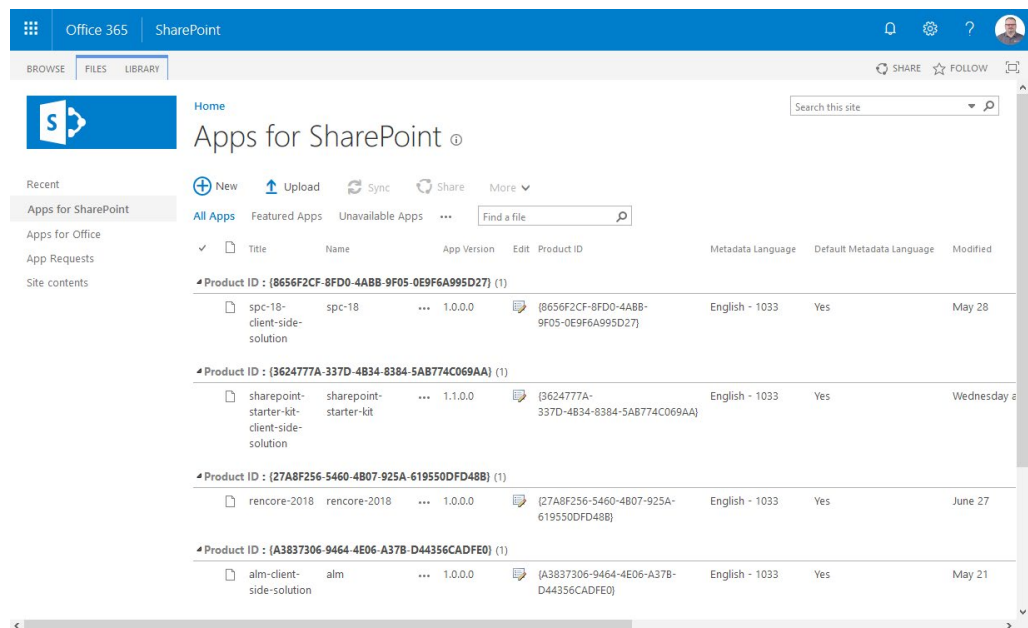 Office 365 SharePoint ?
BROWSE FILES LIBRARY SHARE FOLLOW
S Home Search this site
Apps for SharePoint
Recent New Upload Sync Share More
Apps for SharePoint All Apps Featured Apps Unavailable Apps ... Find a file
Apps for Office
App Requests
Site contents
Title Name App Version Edit Product ID Metadata Language Default Metadata Language Modified
Product ID : {8656F2CF-8FD0-4ABB-9F05-0E9F6A995D27} (1)
spc-18- spc-18 ... 1.0.0.0 {8656F2CF-8FD0-4ABB- English - 1033 Yes May 28
client-side- 9F05-0E9F6A995D27}
solution
Product ID : {3624777A-337D-4B34-8384-5AB774C069AA} (1)
sharepoint- sharepoint- ... 1.1.0.0 {3624777A- English - 1033 Yes Wednesday a
starter-kit- starter-kit 337D-4B34-8384-5AB774C069AA}
client-side-
solution
Product ID : {27A8F256-5460-4B07-925A-619550DFD48B} (1)
rencore-2018 rencore-2018 ... 1.0.0.0 {27A8F256-5460-4B07-925A- English - 1033 Yes June 27
619550DFD48B}
Product ID : {A3837306-9464-4E06-A37B-D44356CADFE0} (1)
alm-client- alm ... 1.0.0.0 {A3837306-9464-4E06-A37B- English - 1033 Yes May 21
side-solution D44356CADFE0}